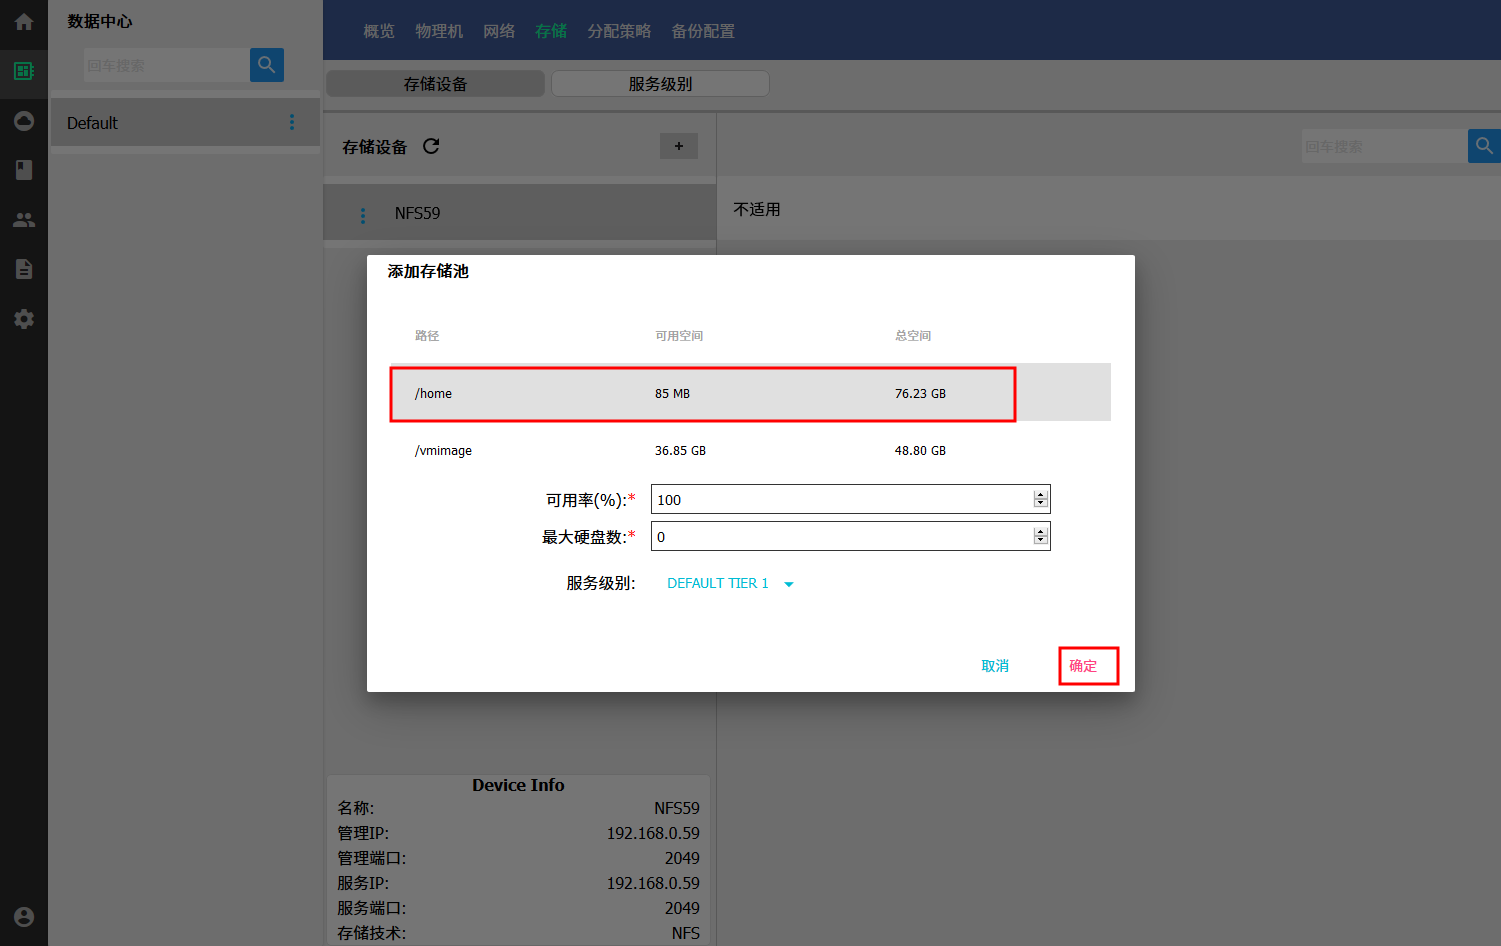 数据中心
回车搜索
Default
概览 物理机 网络 存储 分配策略 备份配置
存储设备 服务级别
存储设备 +
回车搜索
NFS59
不适用
添加存储池
路径 可用空间 总空间
/home 85 MB 76.23 GB
/vmimage 36.85 GB 48.80 GB
可用率(%):* 100
最大硬盘数:* 0
服务级别: DEFAULT TIER 1
取消 确定
Device Info
名称: NFS59
管理IP: 192.168.0.59
管理端口: 2049
服务IP: 192.168.0.59
服务端口: 2049
存储技术: NFS